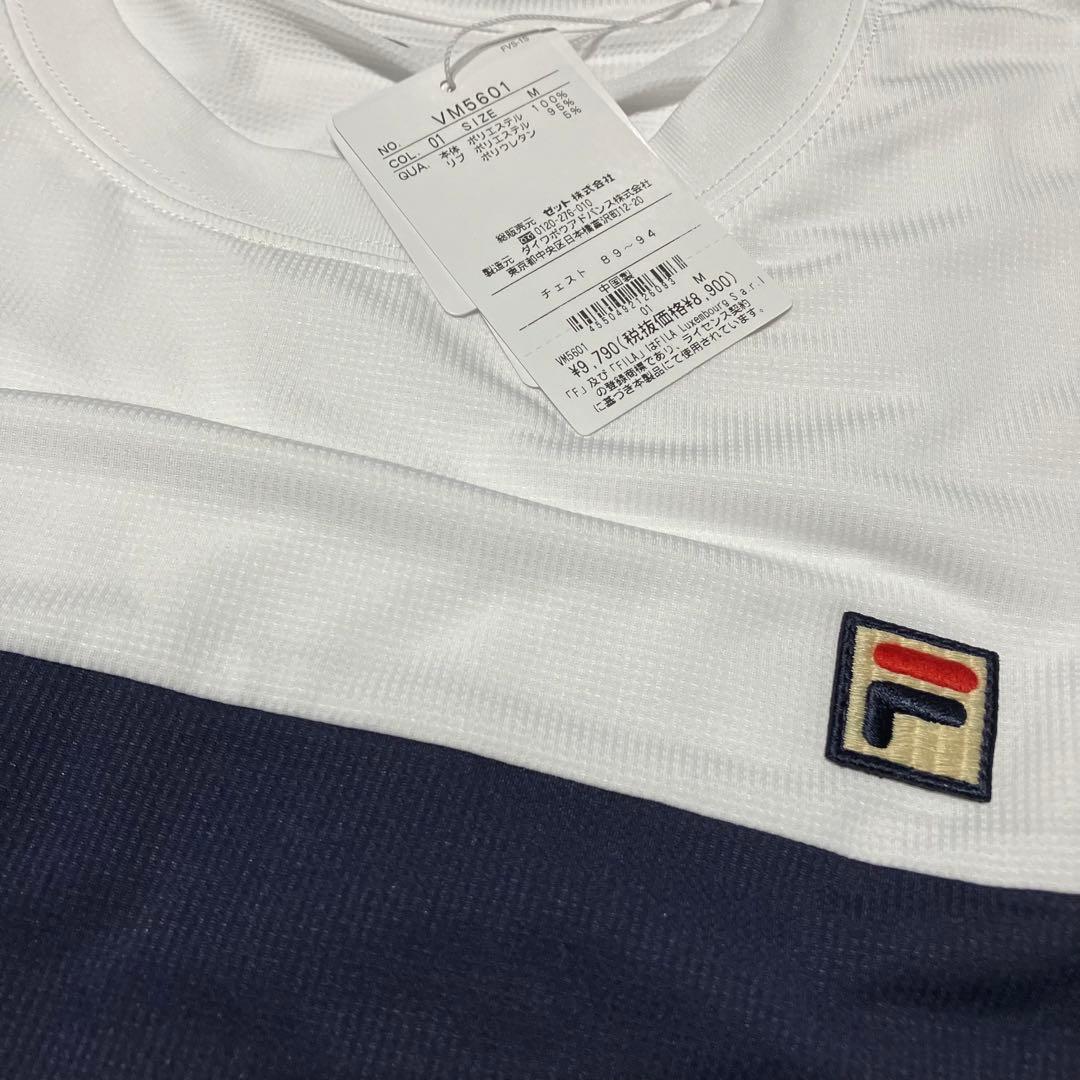 FVS-1S
NO. VM5601
COL. 01 SIZE M
QUA. 本体 ポリエステル 100%
リブ ポリエステル 95%
ポリウレタン 5%
総販売元 ゼット株式会社
0120-276-010
製造元 ダイワボウアドバンス株式会社
東京都中央区日本橋富沢町12-20
チェスト 89～94
中国製
4550492126083
VM5601 01 M
¥9,790(税抜価格¥8,900)
「F」及び「FILA」はFILA Luxembourg S.a.r.l
の登録商標であり、ライセンス契約
に基づき本製品にて使用されています。
F